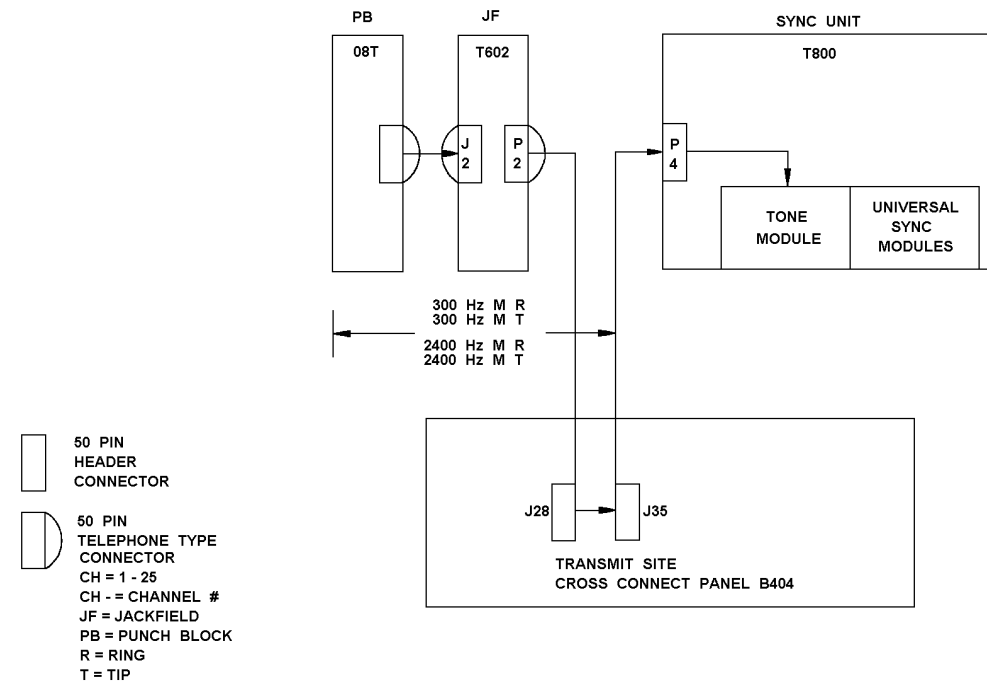 PB
JF
SYNC UNIT
08T
T602
T800
J
2
P
2
P
4
TONE
MODULE
UNIVERSAL
SYNC
MODULES
300 Hz M R
300 Hz M T
2400 Hz M R
2400 Hz M T
J28
J35
TRANSMIT SITE
CROSS CONNECT PANEL B404
50 PIN
HEADER
CONNECTOR
50 PIN
TELEPHONE TYPE
CONNECTOR
CH = 1 - 25
CH - = CHANNEL #
JF = JACKFIELD
PB = PUNCH BLOCK
R = RING
T = TIP